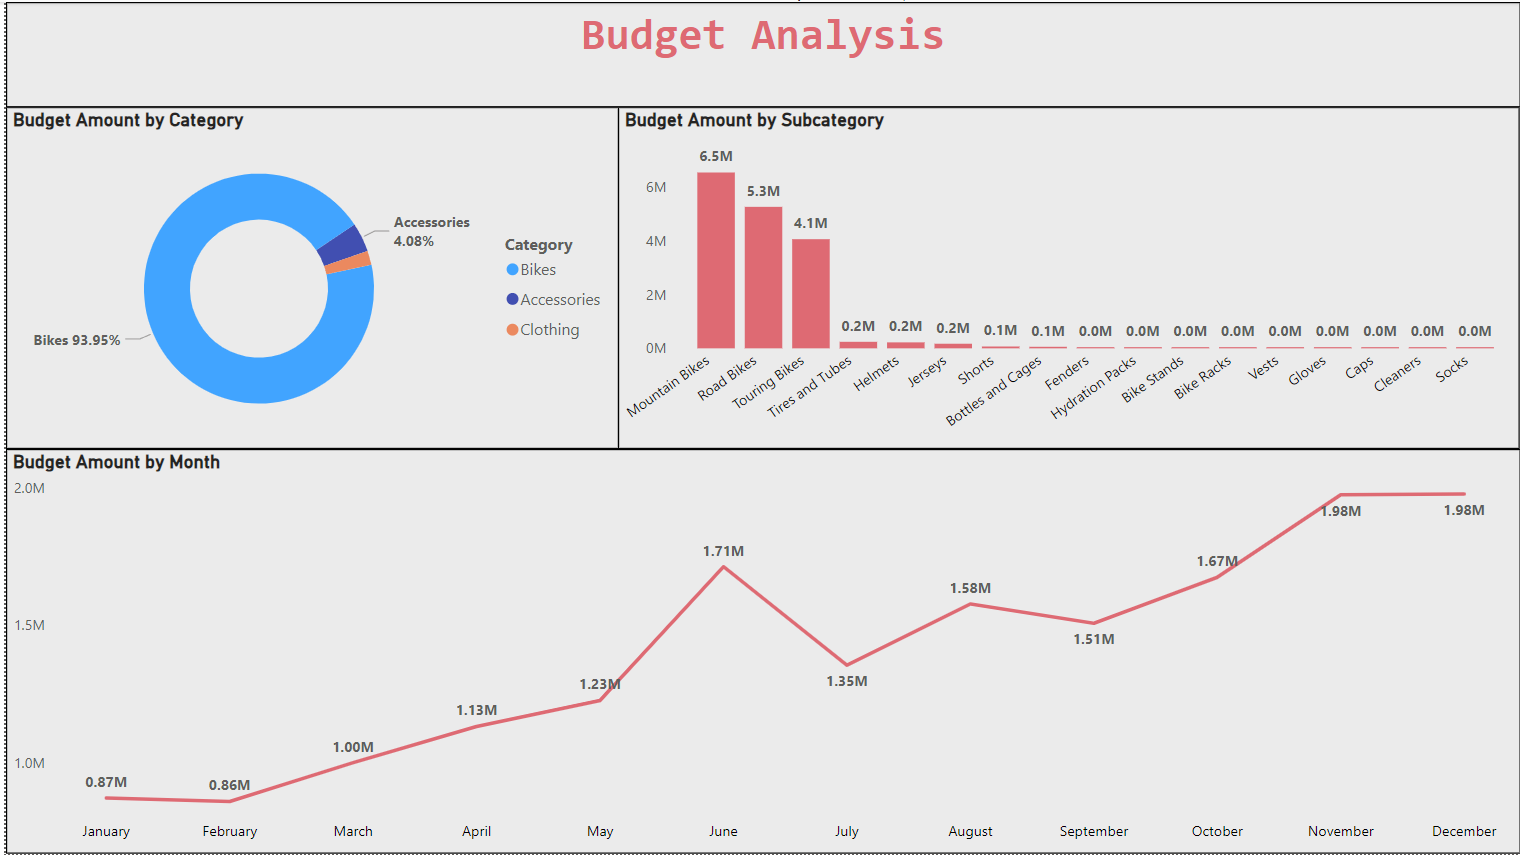 Budget Analysis
Budget Amount by Category
Accessories
4.08%
Bikes 93.95%
Category
Bikes
Accessories
Clothing
Budget Amount by Subcategory
6M
4M
2M
0M
6.5M
5.3M
4.1M
0.2M
0.2M
0.2M
0.1M
0.1M
0.0M
0.0M
0.0M
0.0M
0.0M
0.0M
0.0M
0.0M
0.0M
Mountain Bikes
Road Bikes
Touring Bikes
Tires and Tubes
Helmets
Jerseys
Shorts
Bottles and Cages
Fenders
Hydration Packs
Bike Stands
Bike Racks
Vests
Gloves
Caps
Cleaners
Socks
Budget Amount by Month
2.0M
1.5M
1.0M
0.87M
0.86M
1.00M
1.13M
1.23M
1.71M
1.35M
1.58M
1.51M
1.67M
1.98M
1.98M
January
February
March
April
May
June
July
August
September
October
November
December